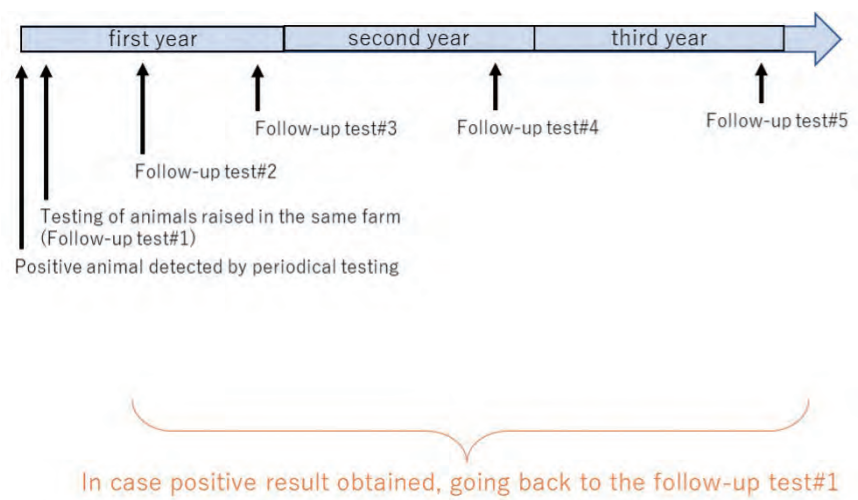 first year
second year
third year
Follow-up test#3
Follow-up test#4
Follow-up test#5
Follow-up test#2
Testing of animals raised in the same farm
(Follow-up test#1)
Positive animal detected by periodical testing
In case positive result obtained, going back to the follow-up test#1